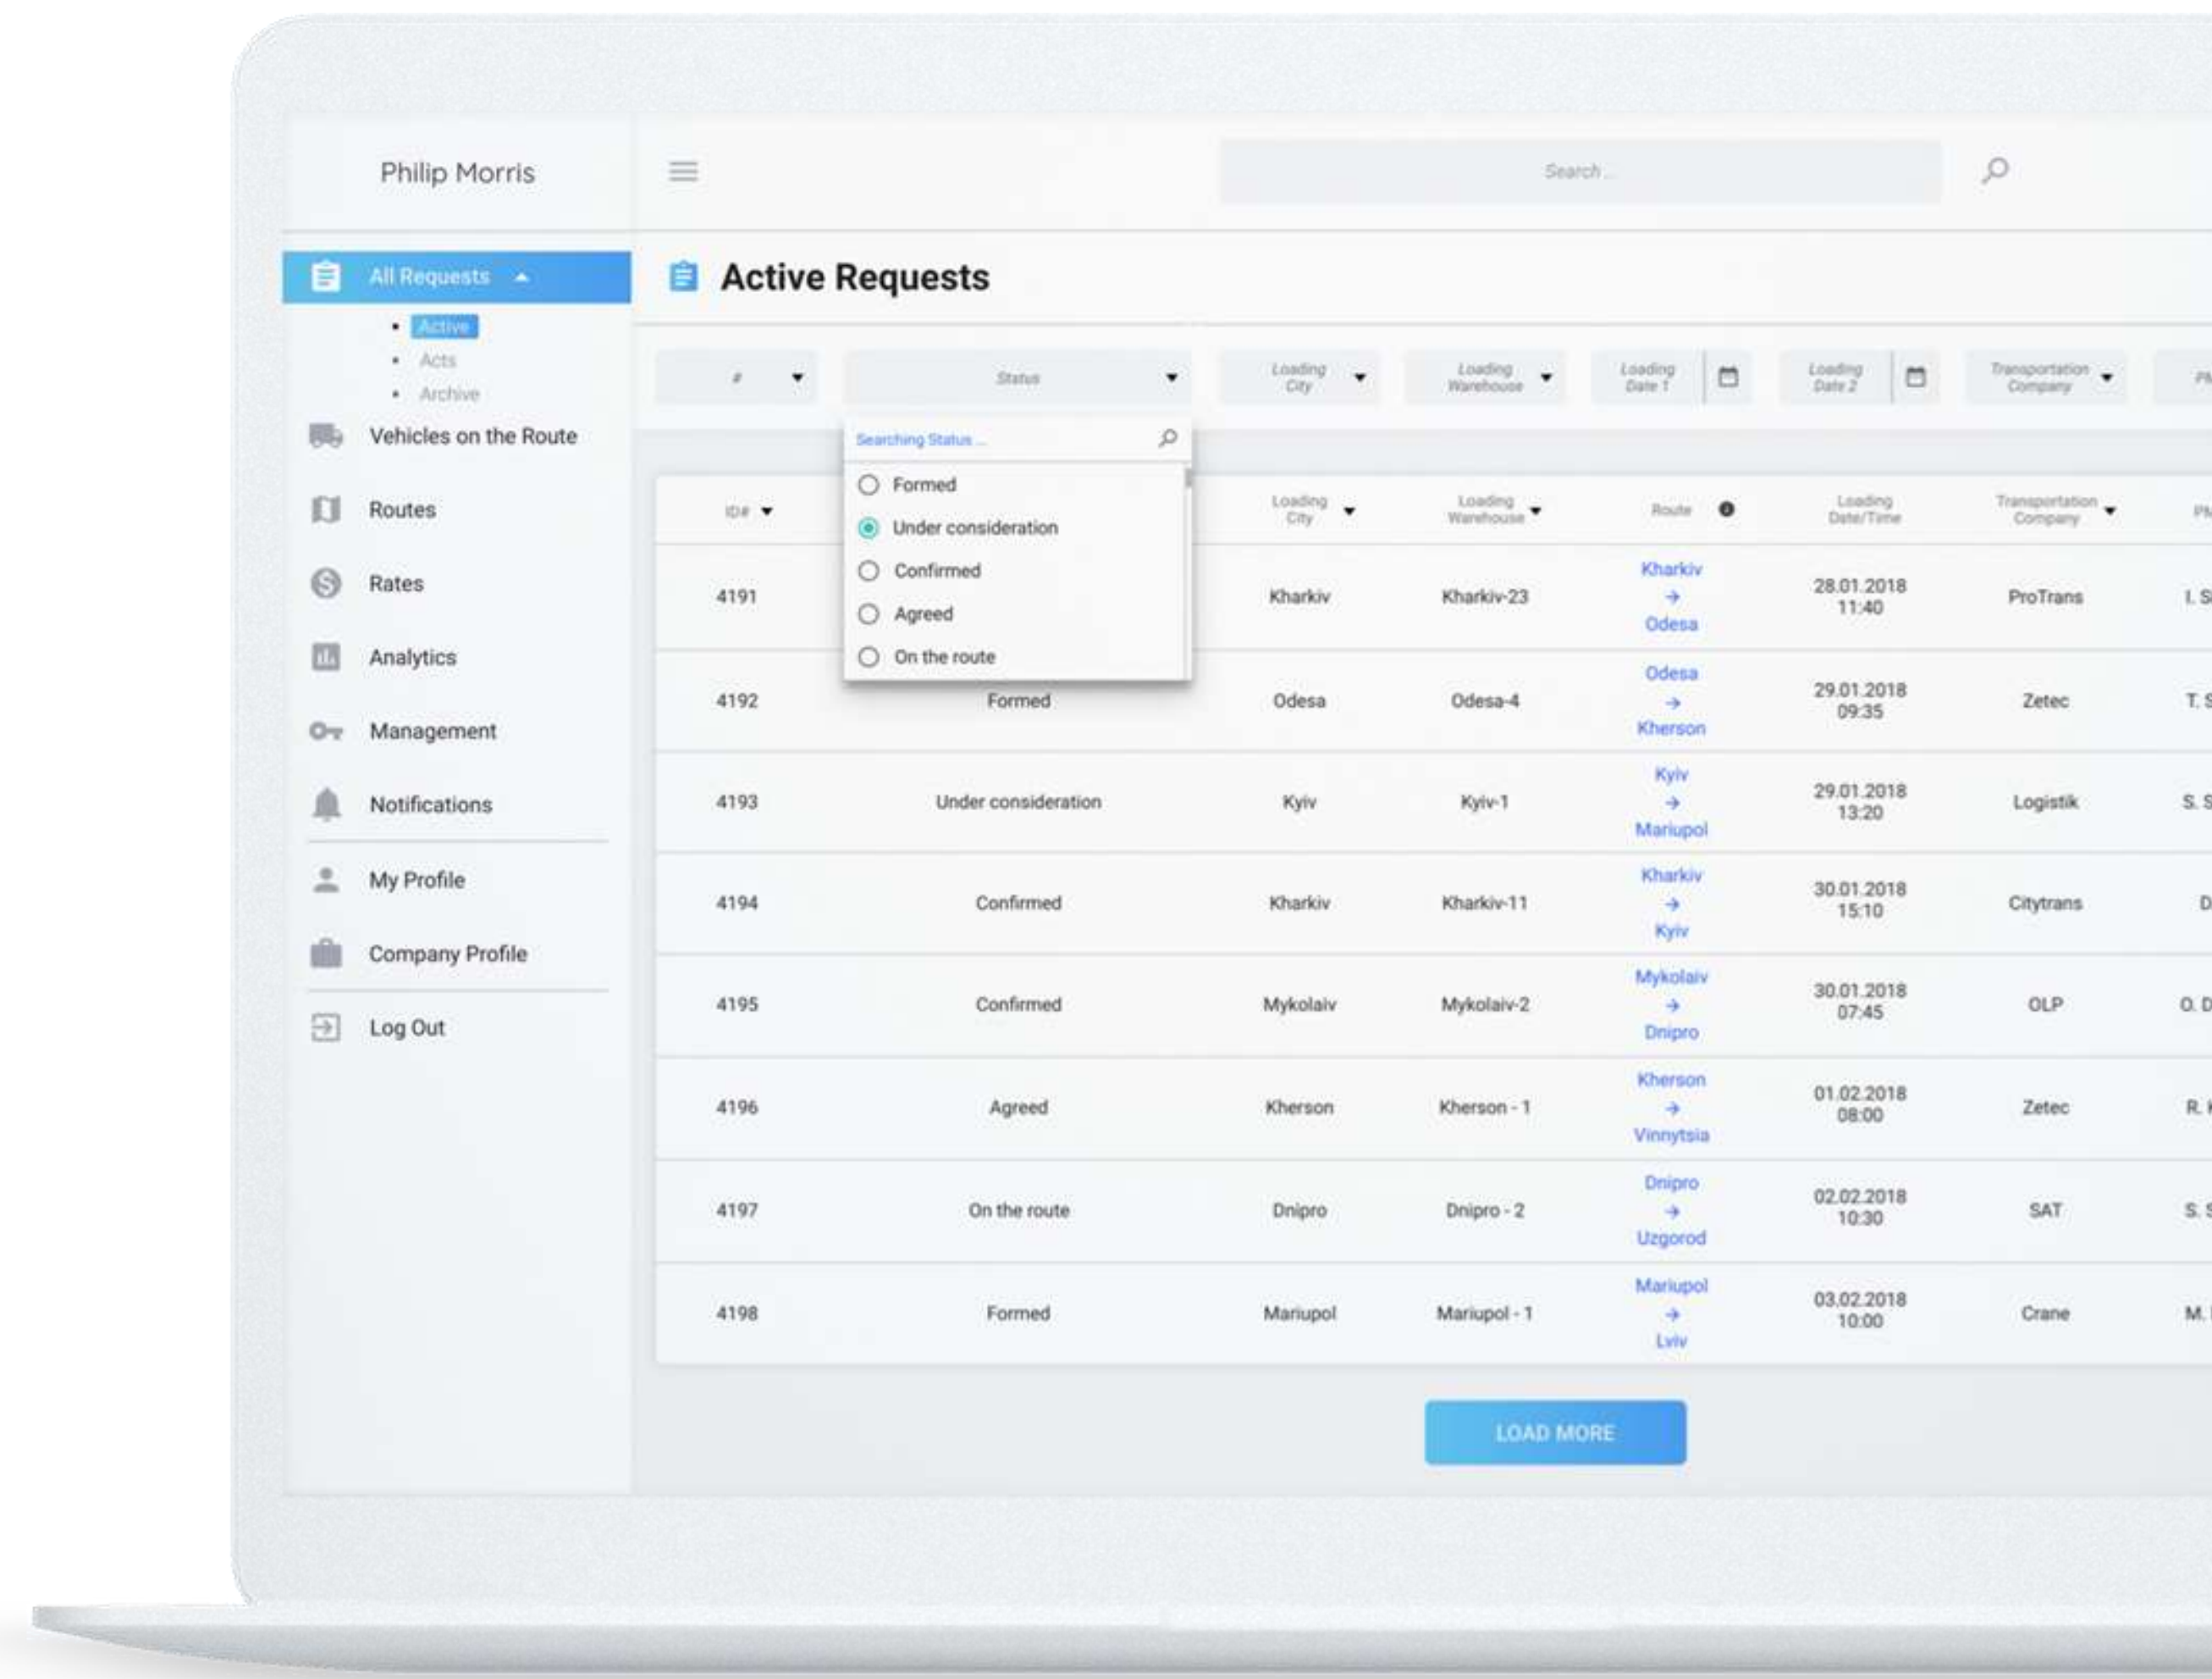 Philip Morris
Search ...
All Requests
Active
Acts
Archive
Vehicles on the Route
Routes
Rates
Analytics
Management
Notifications
My Profile
Company Profile
Log Out
Active Requests
#
Status
Loading
City
Loading
Warehouse
Loading
Date 1
Loading
Date 2
Transportation
Company
Searching Status ...
Formed
Under consideration
Confirmed
Agreed
On the route
ID#
Loading
City
Loading
Warehouse
Route
Loading
Date/Time
Transportation
Company
4191 Kharkiv Kharkiv-23 Kharkiv → Odesa 28.01.2018 11:40 ProTrans
4192 Formed Odesa Odesa-4 Odesa → Kherson 29.01.2018 09:35 Zetec
4193 Under consideration Kyiv Kyiv-1 Kyiv → Mariupol 29.01.2018 13:20 Logistik
4194 Confirmed Kharkiv Kharkiv-11 Kharkiv → Kyiv 30.01.2018 15:10 Citytrans
4195 Confirmed Mykolaiv Mykolaiv-2 Mykolaiv → Dnipro 30.01.2018 07:45 OLP
4196 Agreed Kherson Kherson - 1 Kherson → Vinnytsia 01.02.2018 08:00 Zetec
4197 On the route Dnipro Dnipro - 2 Dnipro → Uzgorod 02.02.2018 10:30 SAT
4198 Formed Mariupol Mariupol - 1 Mariupol → Lviv 03.02.2018 10:00 Crane
LOAD MORE